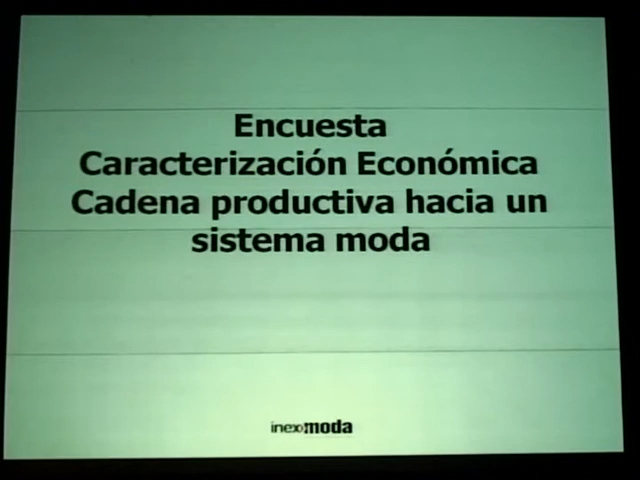 Encuesta
Caracterización Económica
Cadena productiva hacia un
sistema moda
inexmoda